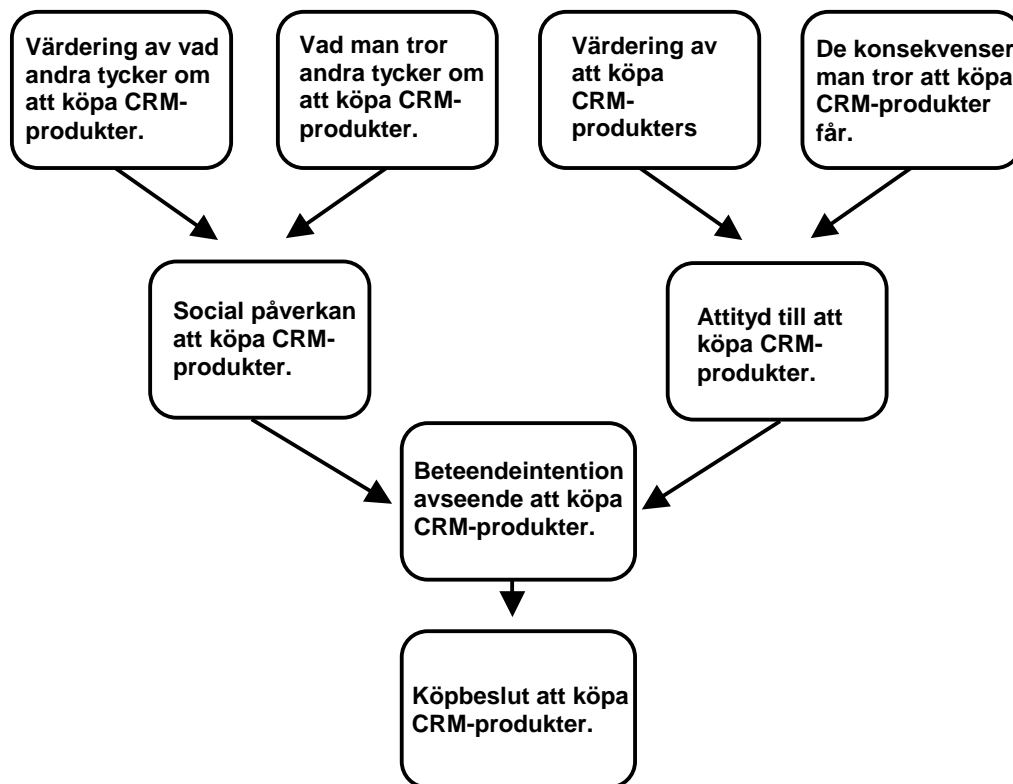 Värdering av vad
andra tycker om
att köpa CRM-
produkter.
Vad man tror
andra tycker om
att köpa CRM-
produkter.
Värdering av
att köpa
CRM-
produkters
De konsekvenser
man tror att köpa
CRM-produkter
får.
Social påverkan
att köpa CRM-
produkter.
Attityd till att
köpa CRM-
produkter.
Beteendeintention
avseende att köpa
CRM-produkter.
Köpbeslut att köpa
CRM-produkter.